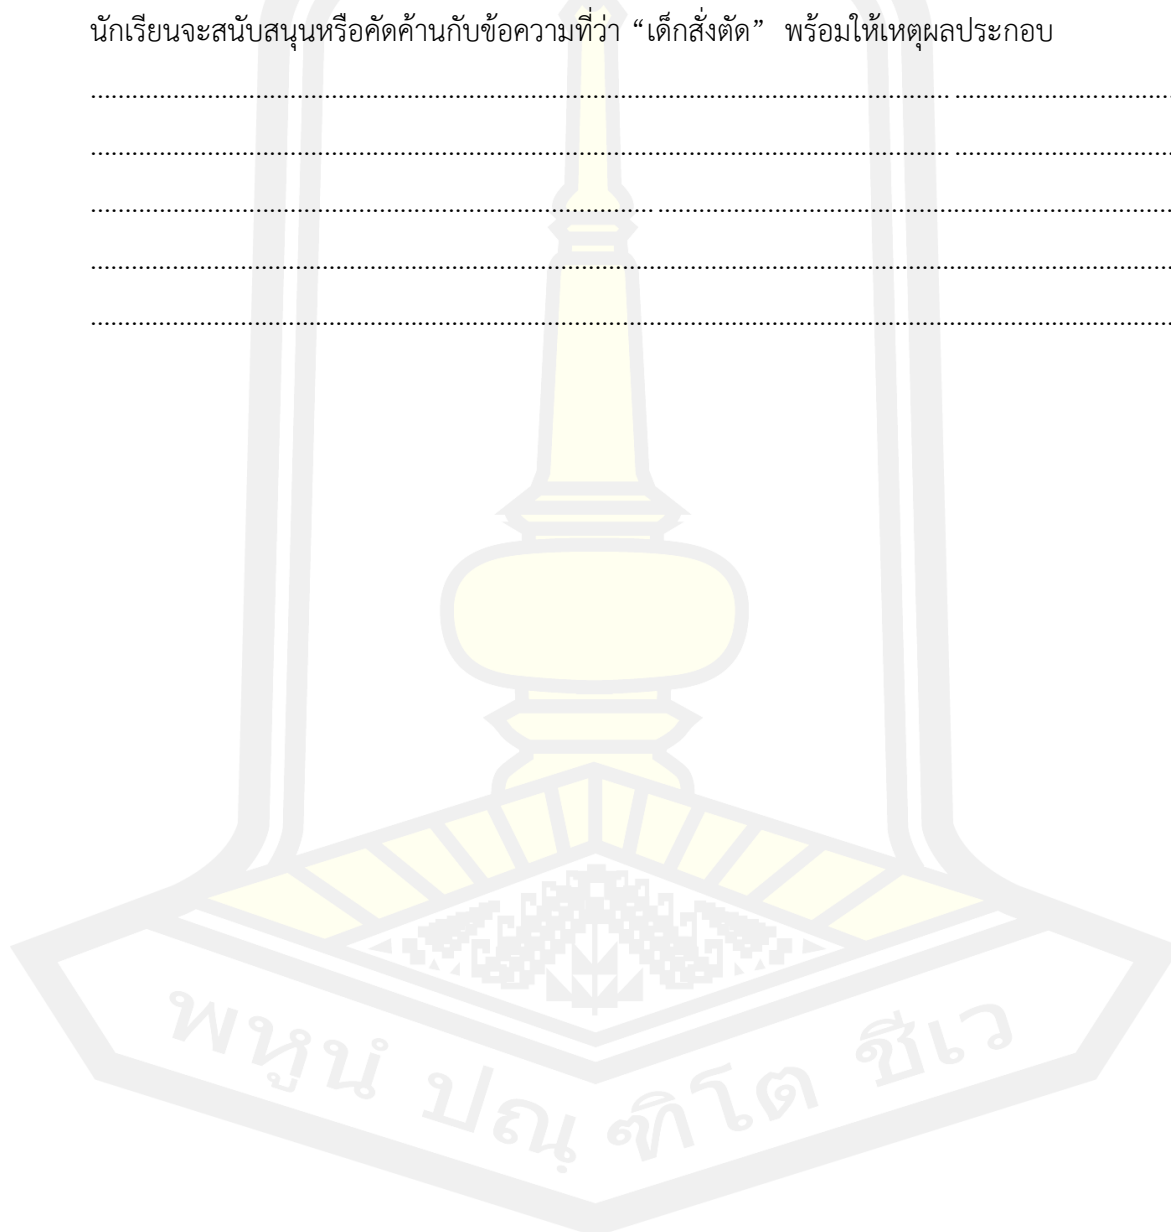 นักเรียนจะสนับสนุนหรือคัดค้านกับข้อความที่ว่า “เด็กสั่งตัด” พร้อมให้เหตุผลประกอบ
พหูนํ ปณฺฑิโต ชีเว